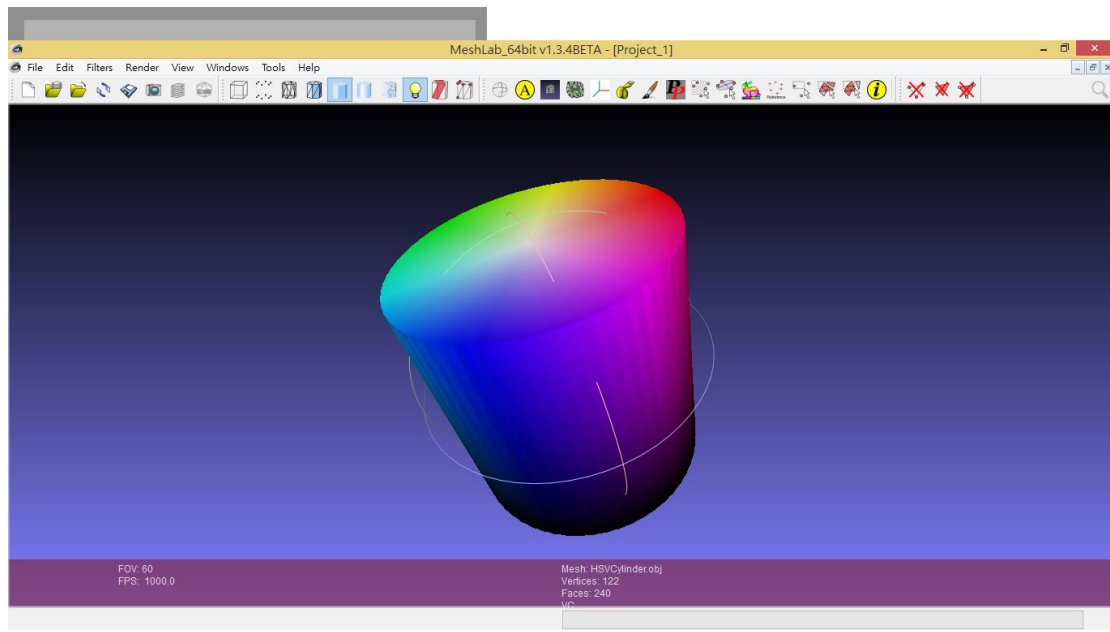 MeshLab_64bit v1.3.4BETA - [Project_1]
File Edit Filters Render View Windows Tools Help
FOV: 60
FPS: 1000.0
Mesh: HSVCylinder.obj
Vertices: 122
Faces: 240
VC